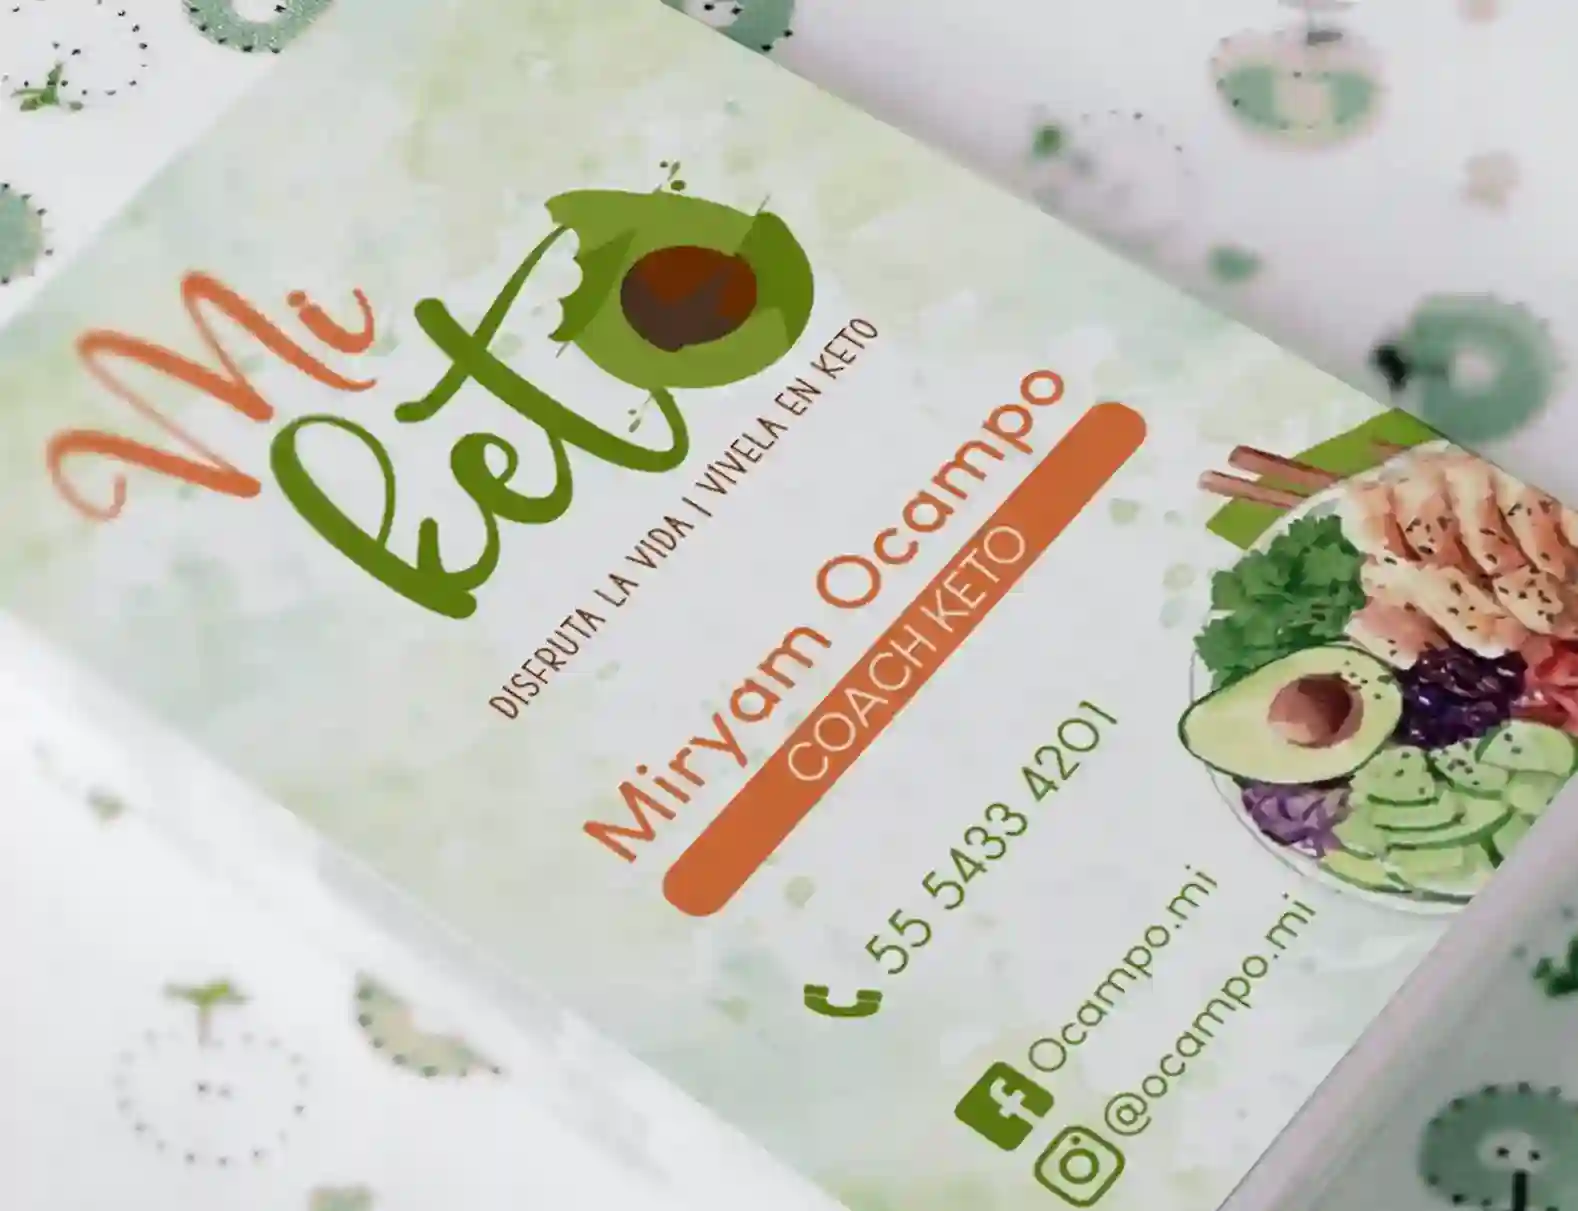 Mi
keto
DISFRUTA LA VIDA | VIVELA EN KETO
Miryam Ocampo
COACH KETO
55 5433 4201
Ocampo.mi
@ocampo.mi